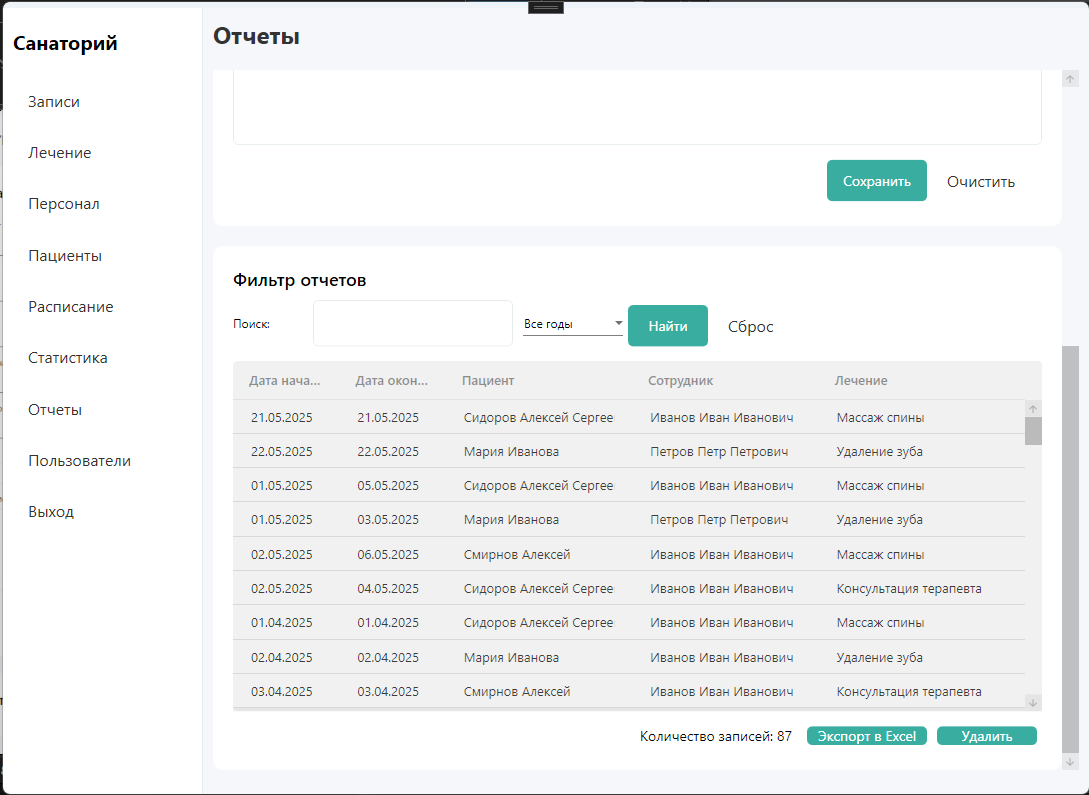 Санаторий
Записи
Лечение
Персонал
Пациенты
Расписание
Статистика
Отчеты
Пользователи
Выход
Отчеты
Сохранить Очистить
Фильтр отчетов
Поиск: Все годы Найти Сброс
Дата нача... Дата окон... Пациент Сотрудник Лечение
21.05.2025 21.05.2025 Сидоров Алексей Сергее Иванов Иван Иванович Массаж спины
22.05.2025 22.05.2025 Мария Иванова Петров Петр Петрович Удаление зуба
01.05.2025 05.05.2025 Сидоров Алексей Сергее Иванов Иван Иванович Массаж спины
01.05.2025 03.05.2025 Мария Иванова Петров Петр Петрович Удаление зуба
02.05.2025 06.05.2025 Смирнов Алексей Иванов Иван Иванович Массаж спины
02.05.2025 04.05.2025 Сидоров Алексей Сергее Иванов Иван Иванович Консультация терапевта
01.04.2025 01.04.2025 Сидоров Алексей Сергее Иванов Иван Иванович Массаж спины
02.04.2025 02.04.2025 Мария Иванова Иванов Иван Иванович Удаление зуба
03.04.2025 03.04.2025 Смирнов Алексей Иванов Иван Иванович Консультация терапевта
Количество записей: 87 Экспорт в Excel Удалить